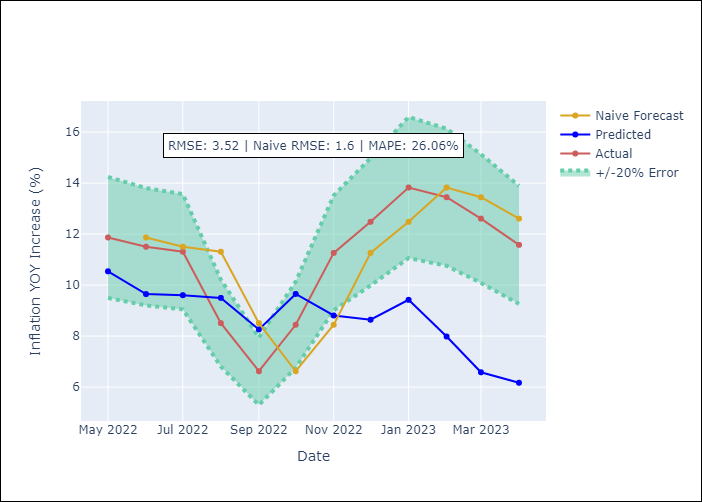 RMSE: 3.52 | Naive RMSE: 1.6 | MAPE: 26.06%
Naive Forecast
Predicted
Actual
+/-20% Error
Inflation YOY Increase (%)
16
14
12
10
8
6
May 2022
Jul 2022
Sep 2022
Nov 2022
Jan 2023
Mar 2023
Date